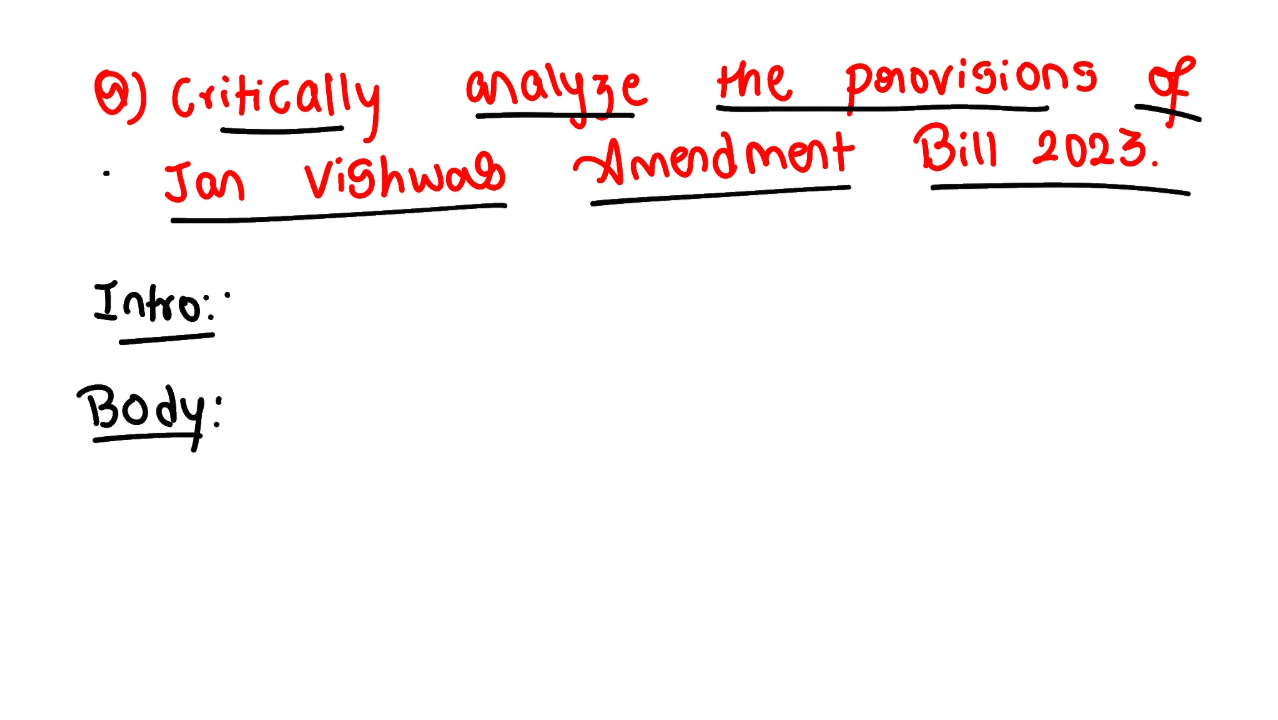 Q) Critically analyze the provisions of
Jan Vishwas Amendment Bill 2023.
Intro:
Body: